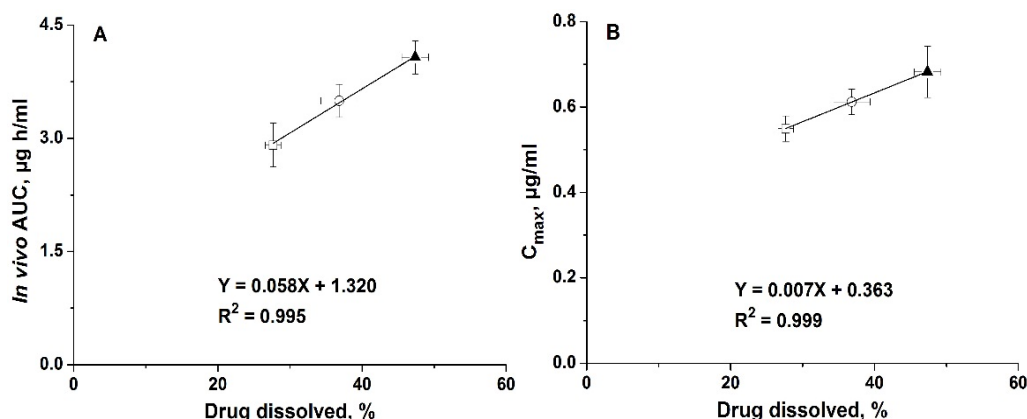 A
4.5
3.0
1.5
0.0
In vivo AUC, µg h/ml
Y = 0.058X + 1.320
R² = 0.995
0 20 40 60
Drug dissolved, %
B
0.8
0.6
0.4
0.2
0.0
Cmax, µg/ml
Y = 0.007X + 0.363
R² = 0.999
0 20 40 60
Drug dissolved, %